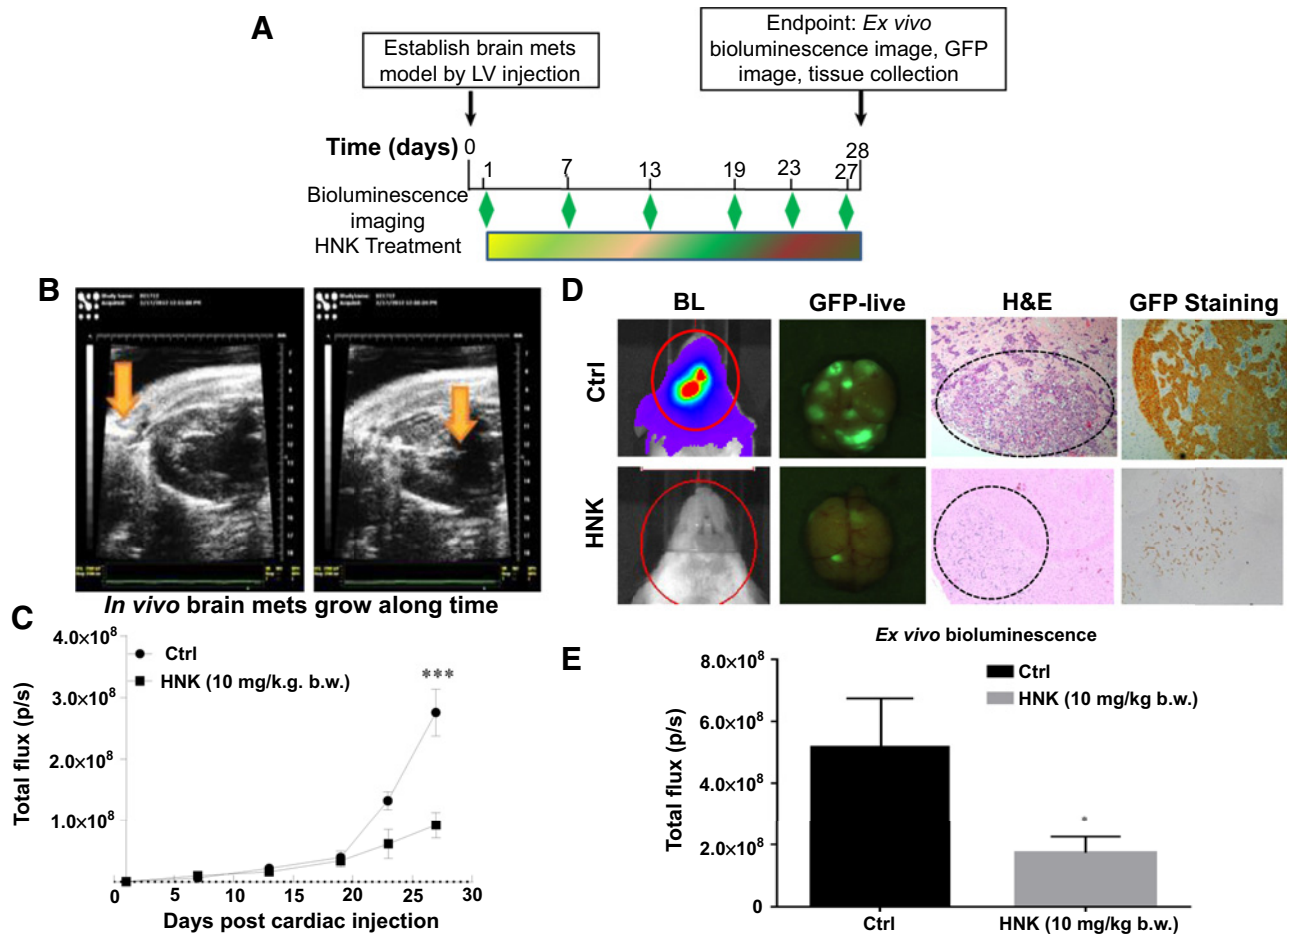 A
Establish brain mets
model by LV injection
Endpoint: Ex vivo
bioluminescence image, GFP
image, tissue collection
Time (days)
0
1
7
13
19
23
27
28
Bioluminescence
imaging
HNK Treatment
B
In vivo brain mets grow along time
C
4.0×10⁸
3.0×10⁸
2.0×10⁸
1.0×10⁸
Total flux (p/s)
Ctrl
HNK (10 mg/k.g. b.w.)
***
0 5 10 15 20 25 30
Days post cardiac injection
D
BL GFP-live H&E GFP Staining
Ctrl
HNK
E
Ex vivo bioluminescence
8.0×10⁸
6.0×10⁸
4.0×10⁸
2.0×10⁸
0
Total flux (p/s)
Ctrl
HNK (10 mg/kg b.w.)
*
Ctrl HNK (10 mg/kg b.w.)